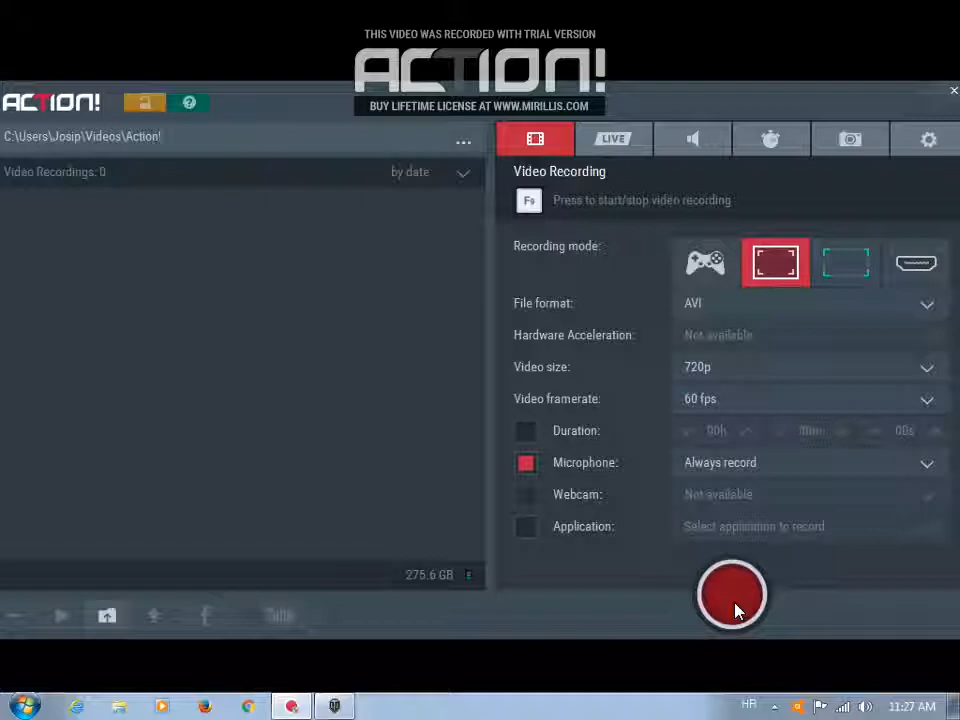 THIS VIDEO WAS RECORDED WITH TRIAL VERSION
ACTION!
BUY LIFETIME LICENSE AT WWW.MIRILLIS.COM
ACTION!
?
C:\Users\Josip\Videos\Action!
...
LIVE
Video Recordings: 0
by date
Video Recording
F9
Press to start/stop video recording
Recording mode:
File format:
AVI
Hardware Acceleration:
Not available
Video size:
720p
Video framerate:
60 fps
Duration:
00h
00m
00s
Microphone:
Always record
Webcam:
Not available
Application:
Select application to record
275.6 GB
HR
11:27 AM